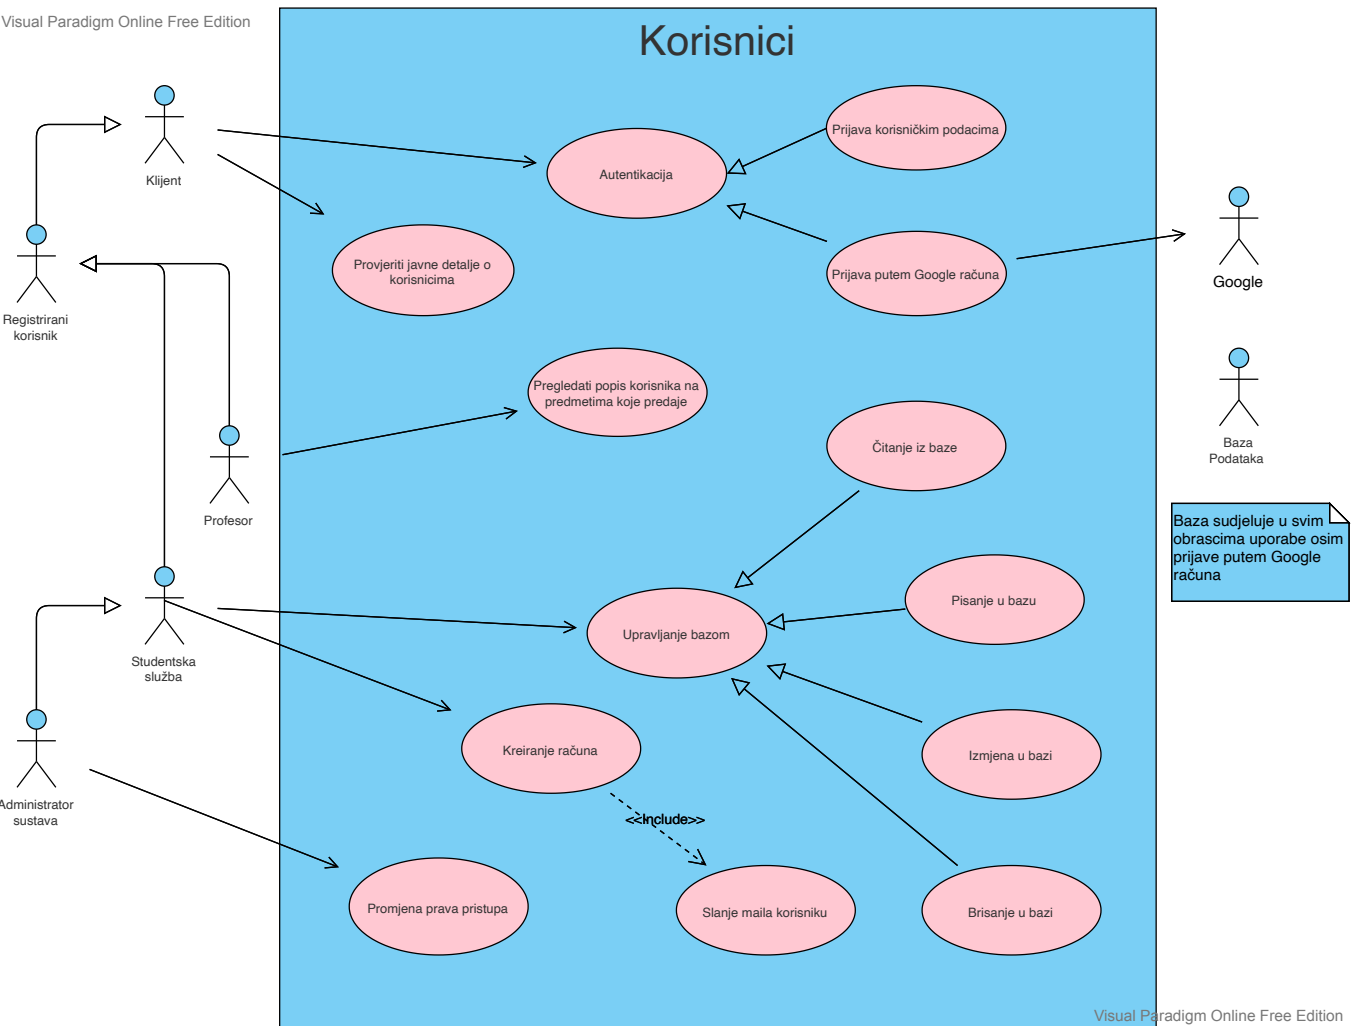 Visual Paradigm Online Free Edition
Korisnici
Klijent
Autentikacija
Prijava korisničkim podacima
Provjeriti javne detalje o
korisnicima
Prijava putem Google računa
Google
Registrirani
korisnik
Pregledati popis korisnika na
predmetima koje predaje
Čitanje iz baze
Baza
Podataka
Profesor
Baza sudjeluje u svim
obrascima uporabe osim
prijave putem Google
računa
Pisanje u bazu
Upravljanje bazom
Studentska
služba
Kreiranje računa
Izmjena u bazi
Administrator
sustava
<<Include>>
Promjena prava pristupa
Slanje maila korisniku
Brisanje u bazi
Visual Paradigm Online Free Edition